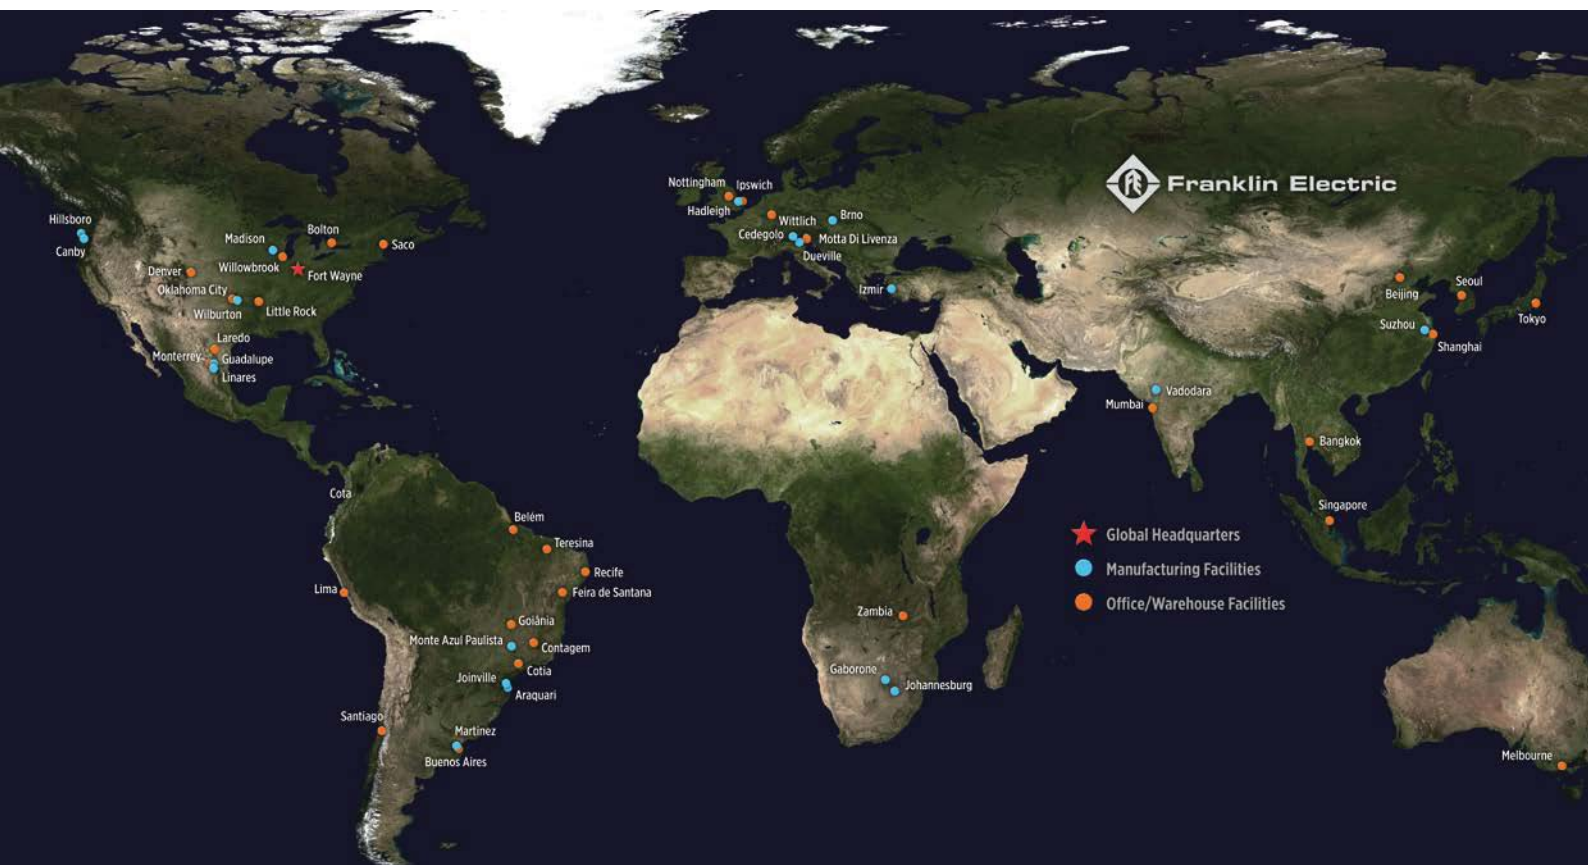 Franklin Electric
Nottingham
Ipswich
Hadleigh
Wittlich
Brno
Cedegolo
Motta Di Livenza
Dueville
Izmir
Hillsboro
Canby
Madison
Bolton
Saco
Willowbrook
Fort Wayne
Denver
Oklahoma City
Wilburton
Little Rock
Laredo
Monterrey
Guadalupe
Linares
Beijing
Seoul
Tokyo
Suzhou
Shanghai
Vadodara
Mumbai
Bangkok
Singapore
Cota
Belém
Teresina
Recife
Feira de Santana
Lima
Goiânia
Monte Azul Paulista
Contagem
Cotia
Joinville
Araquari
Santiago
Martinez
Buenos Aires
Zambia
Gaborone
Johannesburg
Melbourne
Global Headquarters
Manufacturing Facilities
Office/Warehouse Facilities